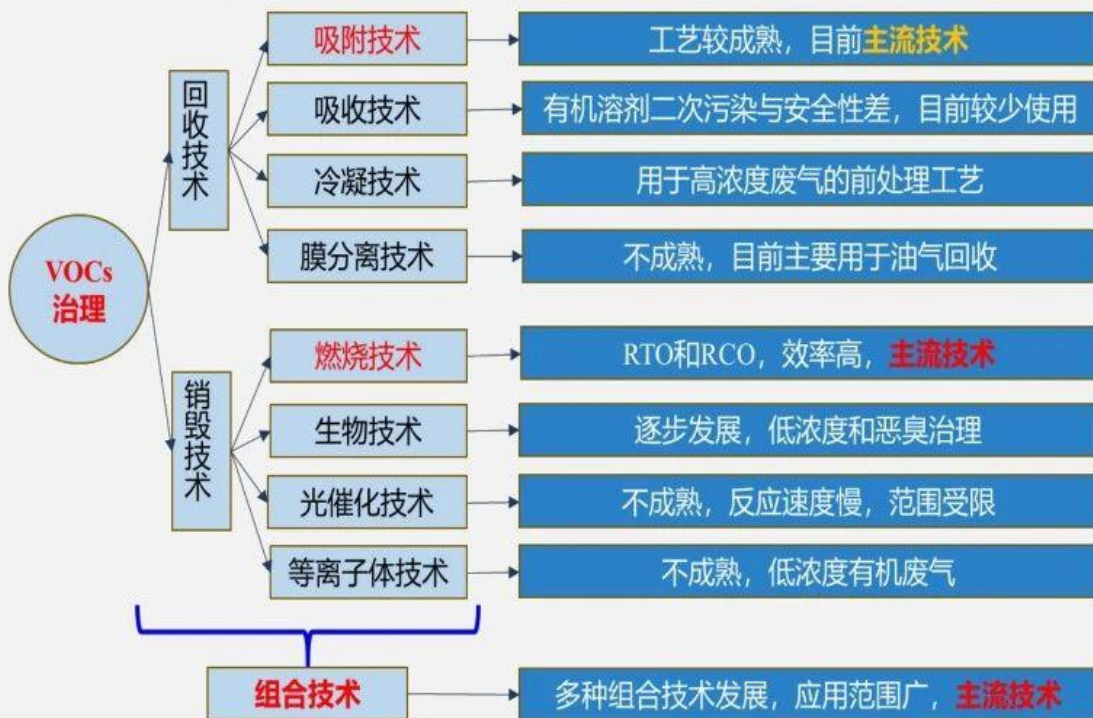 VOCs
治理
回收技术
吸附技术
工艺较成熟，目前主流技术
吸收技术
有机溶剂二次污染与安全性差，目前较少使用
冷凝技术
用于高浓度废气的前处理工艺
膜分离技术
不成熟，目前主要用于油气回收
销毁技术
燃烧技术
RTO和RCO，效率高，主流技术
生物技术
逐步发展，低浓度和恶臭治理
光催化技术
不成熟，反应速度慢，范围受限
等离子体技术
不成熟，低浓度有机废气
组合技术
多种组合技术发展，应用范围广，主流技术